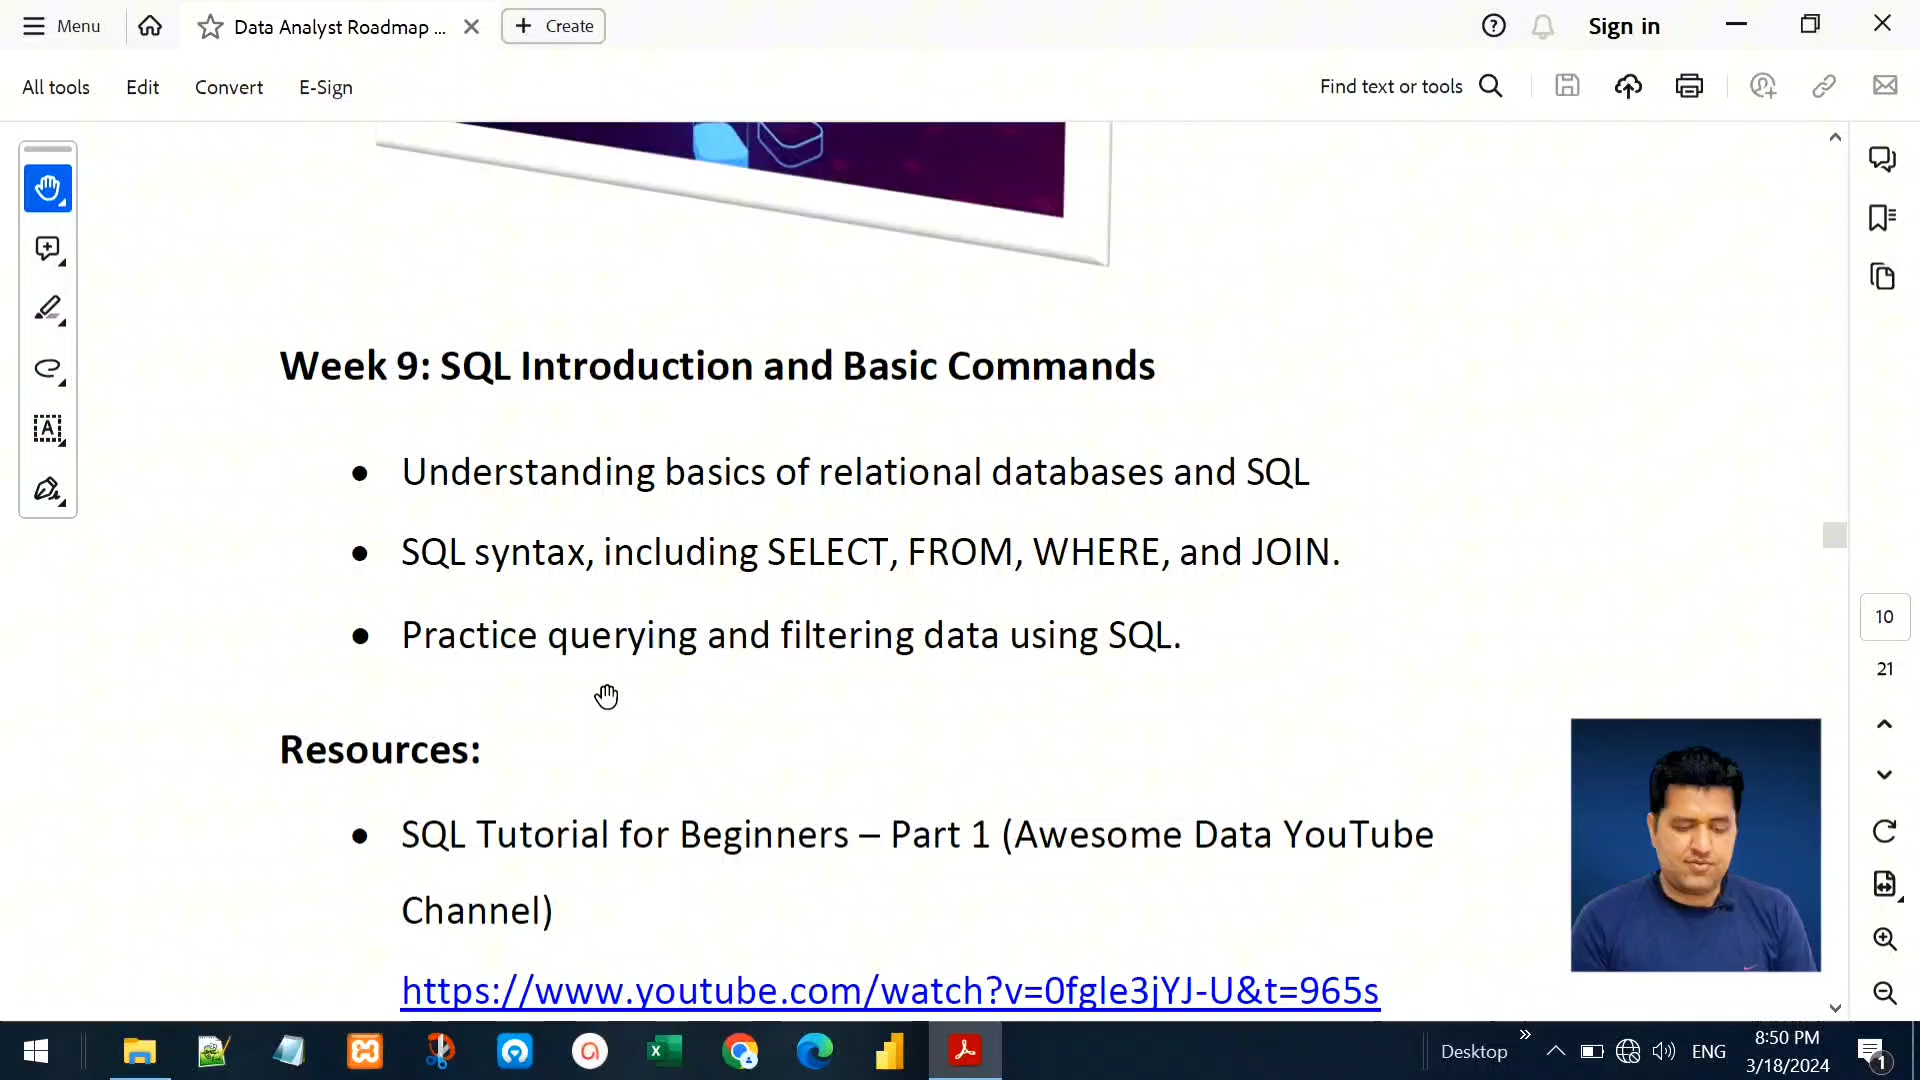 Menu
Data Analyst Roadmap ...
Create
Sign in
All tools
Edit
Convert
E-Sign
Find text or tools
Week 9: SQL Introduction and Basic Commands
• Understanding basics of relational databases and SQL
• SQL syntax, including SELECT, FROM, WHERE, and JOIN.
• Practice querying and filtering data using SQL.
10
21
Resources:
• SQL Tutorial for Beginners – Part 1 (Awesome Data YouTube
Channel)
https://www.youtube.com/watch?v=0fgle3jYJ-U&t=965s
Desktop
ENG
8:50 PM
3/18/2024
1